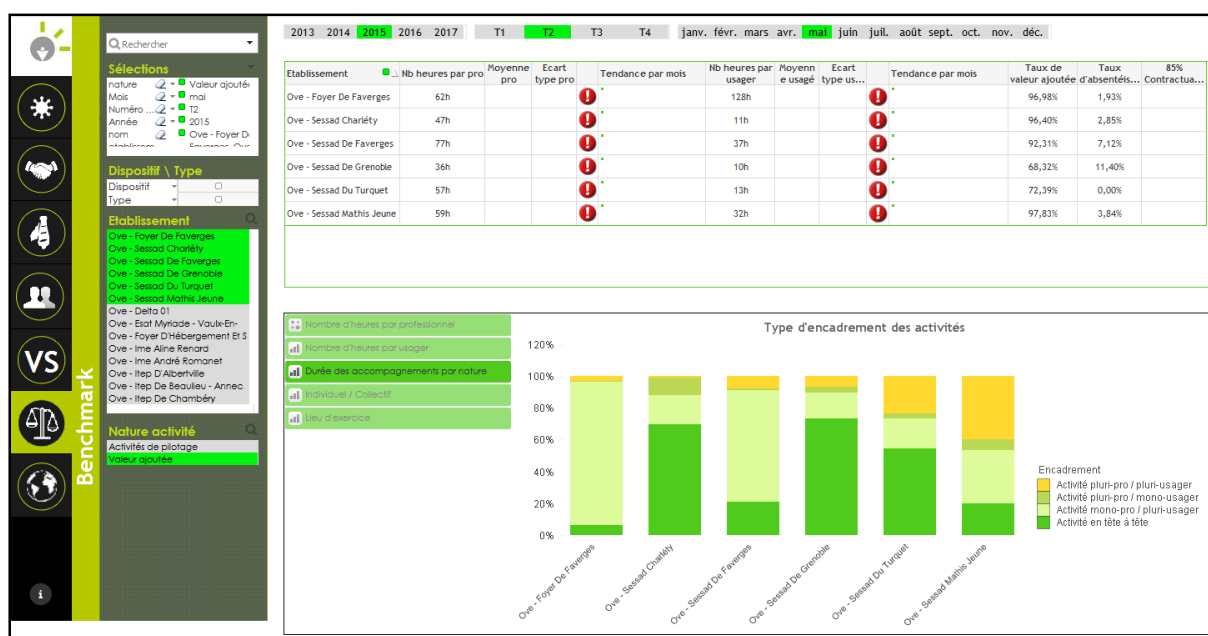 2013 2014 2015 2016 2017 T1 T2 T3 T4 janv. févr. mars avr. mai juin juil. août sept. oct. nov. déc.
Rechercher
Sélections
nature Valeur ajouté
Mois mai
Numéro ... T2
Année 2015
nom Ove - Foyer D
Dispositif \ Type
Dispositif
Type
Etablissement
Ove - Foyer De Faverges
Ove - Sessad Charléty
Ove - Sessad De Faverges
Ove - Sessad De Grenoble
Ove - Sessad Du Turquet
Ove - Sessad Mathis Jeune
Ove - Delta 01
Ove - Esat Myriade - Vaulx-En-
Ove - Foyer D'Hébergement Et S
Ove - Ime Aline Renard
Ove - Ime André Romanet
Ove - Itep D'Albertville
Ove - Itep De Beaulieu - Annec
Ove - Itep De Chambéry
Nature activité
Activités de pilotage
Valeur ajoutée
VS
Benchmark
i
Etablissement Nb heures par pro Moyenne pro Ecart type pro Tendance par mois Nb heures par usager Moyenn e usagé Ecart type us... Tendance par mois Taux de valeur ajoutée Taux d'absentéis... 85% Contractua...
Ove - Foyer De Faverges 62h 128h 96,98% 1,93%
Ove - Sessad Charléty 47h 11h 96,40% 2,85%
Ove - Sessad De Faverges 77h 37h 92,31% 7,12%
Ove - Sessad De Grenoble 36h 10h 68,32% 11,40%
Ove - Sessad Du Turquet 57h 13h 72,39% 0,00%
Ove - Sessad Mathis Jeune 59h 32h 97,83% 3,84%
Nombre d'heures par professionnel
Nombre d'heures par usager
Durée des accompagnements par nature
Individuel / Collectif
Lieu d'exercice
Type d'encadrement des activités
120%
100%
80%
60%
40%
20%
0%
Ove - Foyer De Faverges
Ove - Sessad Charléty
Ove - Sessad De Faverges
Ove - Sessad De Grenoble
Ove - Sessad Du Turquet
Ove - Sessad Mathis Jeune
Encadrement
Activité pluri-pro / pluri-usager
Activité pluri-pro / mono-usager
Activité mono-pro / pluri-usager
Activité en tête à tête